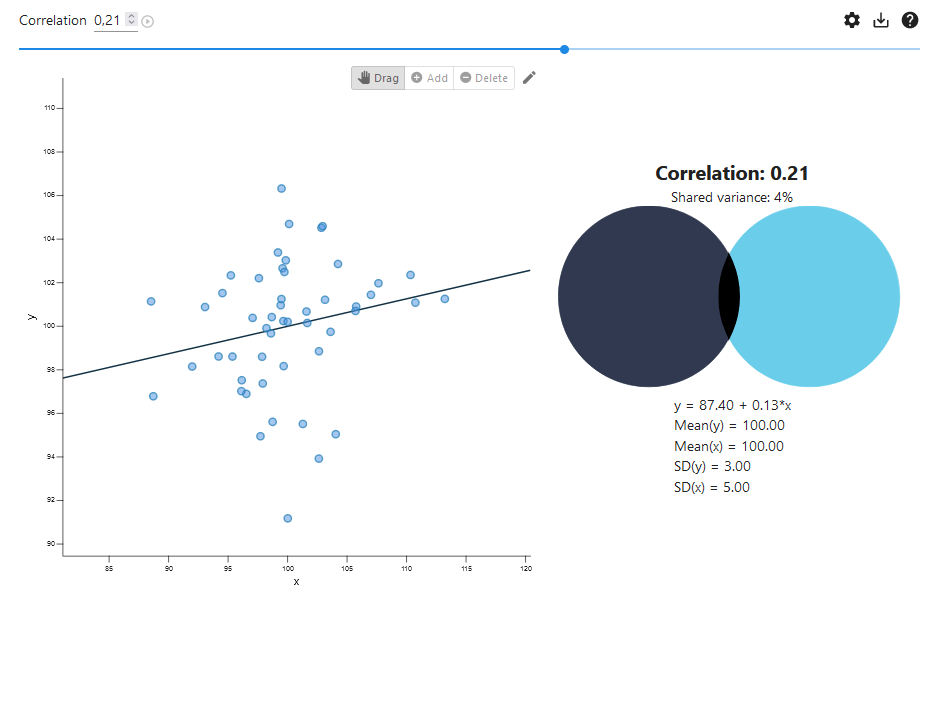 Correlation 0,21
Drag Add Delete
110
108
106
104
102
100
98
96
94
92
90
y
85 90 95 100 105 110 115 120
x
Correlation: 0.21
Shared variance: 4%
y = 87.40 + 0.13*x
Mean(y) = 100.00
Mean(x) = 100.00
SD(y) = 3.00
SD(x) = 5.00